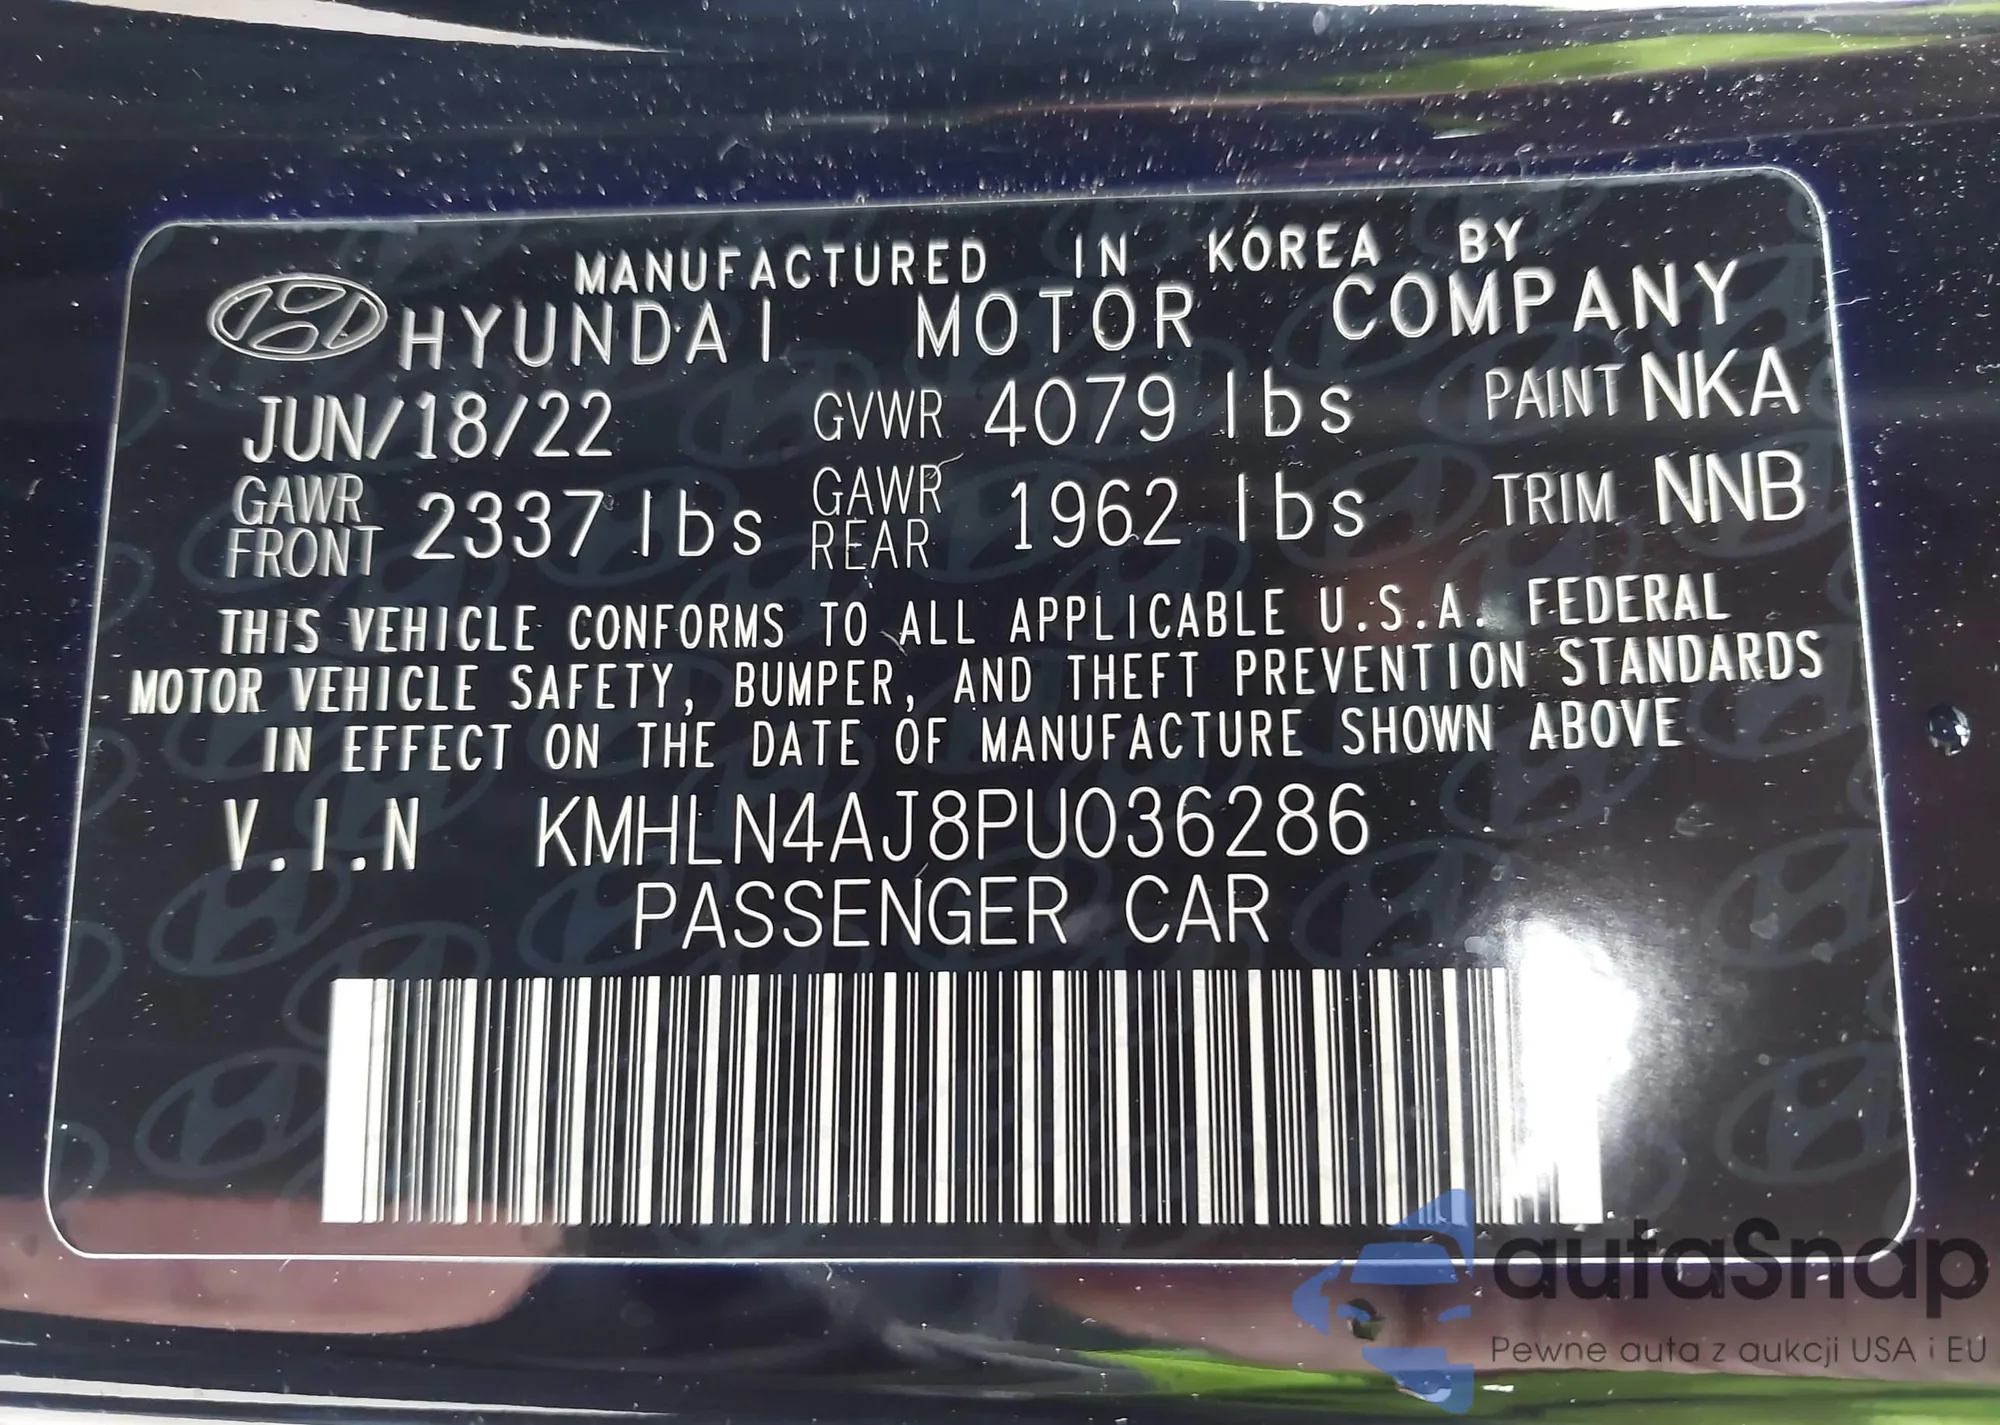 MANUFACTURED IN KOREA BY
HYUNDAI MOTOR COMPANY
JUN/18/22 GVWR 4079 lbs PAINT NKA
GAWR FRONT 2337 lbs GAWR REAR 1962 lbs TRIM NNB
THIS VEHICLE CONFORMS TO ALL APPLICABLE U.S.A. FEDERAL
MOTOR VEHICLE SAFETY, BUMPER, AND THEFT PREVENTION STANDARDS
IN EFFECT ON THE DATE OF MANUFACTURE SHOWN ABOVE
V.I.N KMHLN4AJ8PU036286
PASSENGER CAR
autaSnap
Pewne auta z aukcji USA i EU